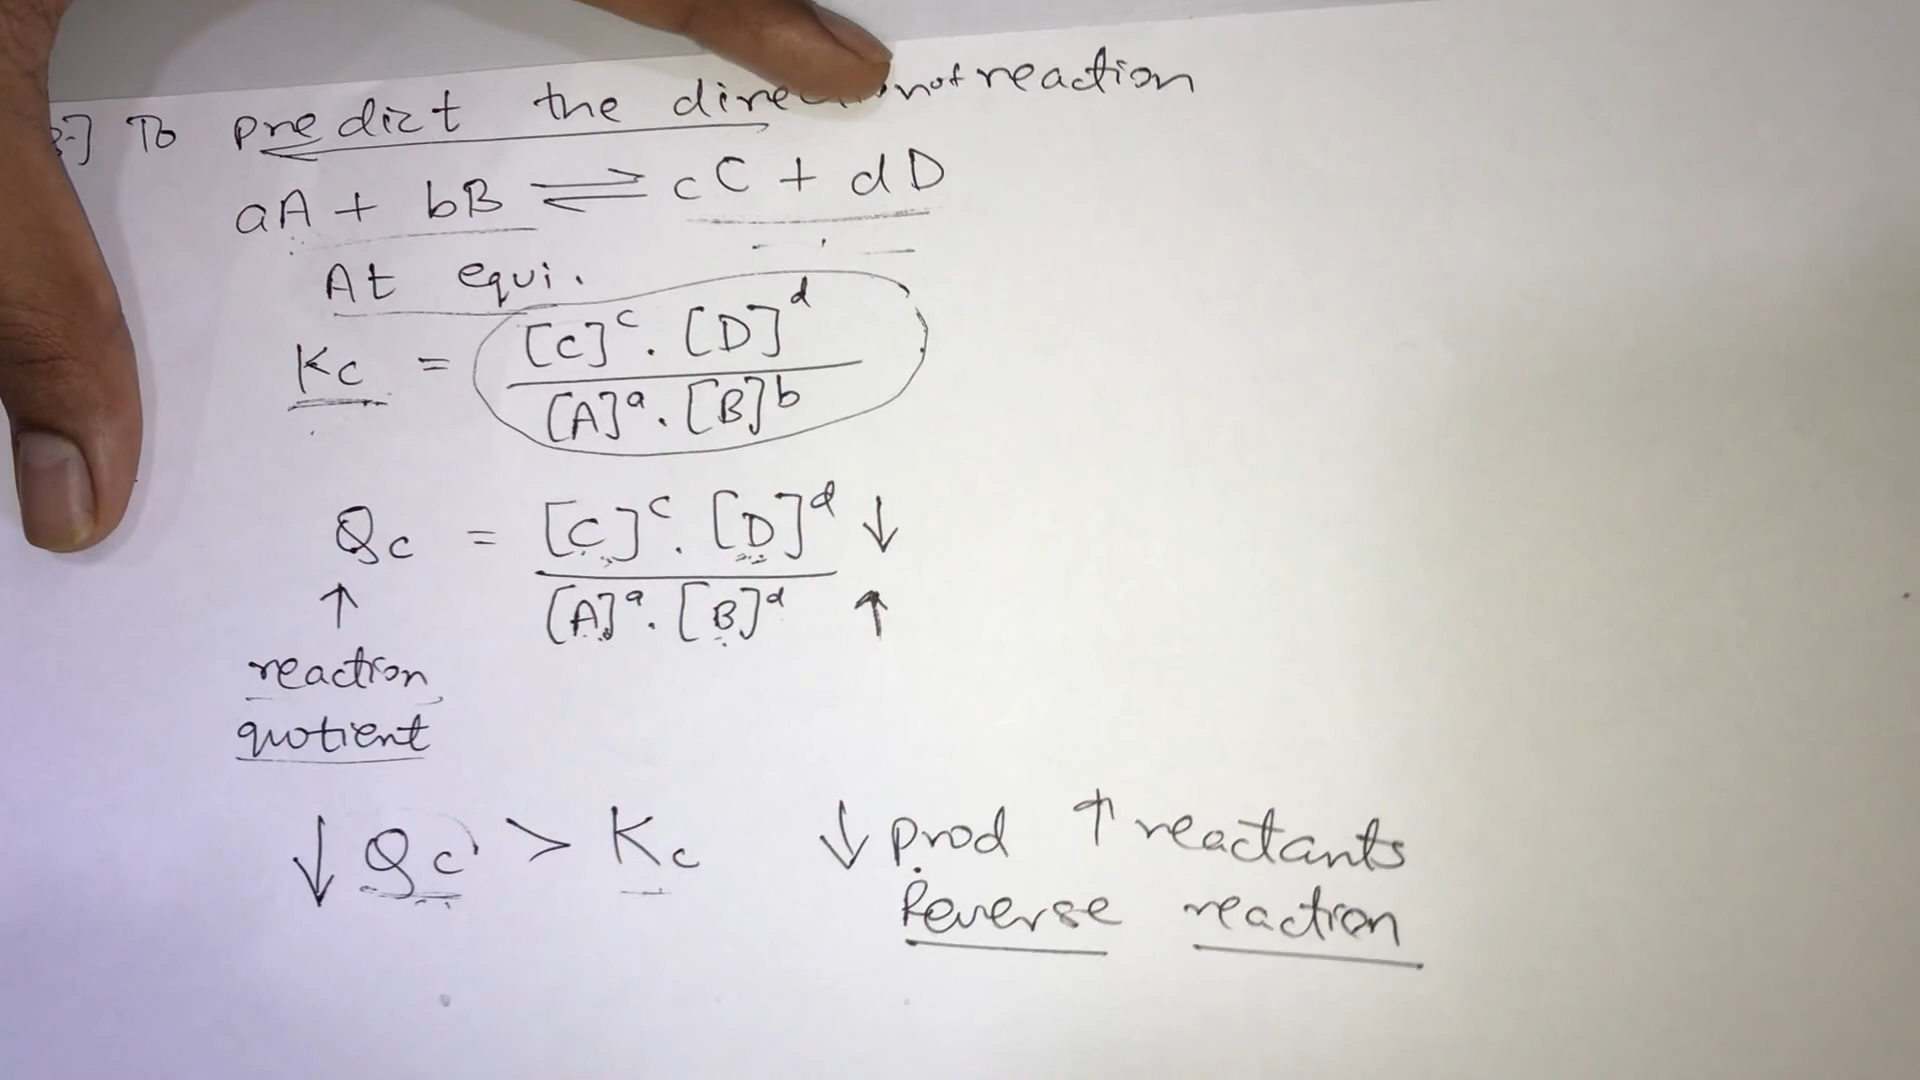 To predict the direc not reaction
aA + bB ⇌ cC + dD
At equi.
Kc = [C]^c . [D]^d / [A]^a . [B]^b
Qc = [C]^c . [D]^d ↓ / [A]^a . [B]^d ↑
↑
reaction
quotient
↓ Qc > Kc ↓ prod ↑ reactants
Reverse reaction